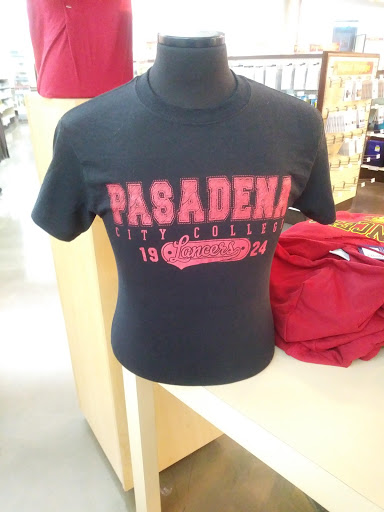 PASADENA
CITY COLLEGE
19 Lancers 24